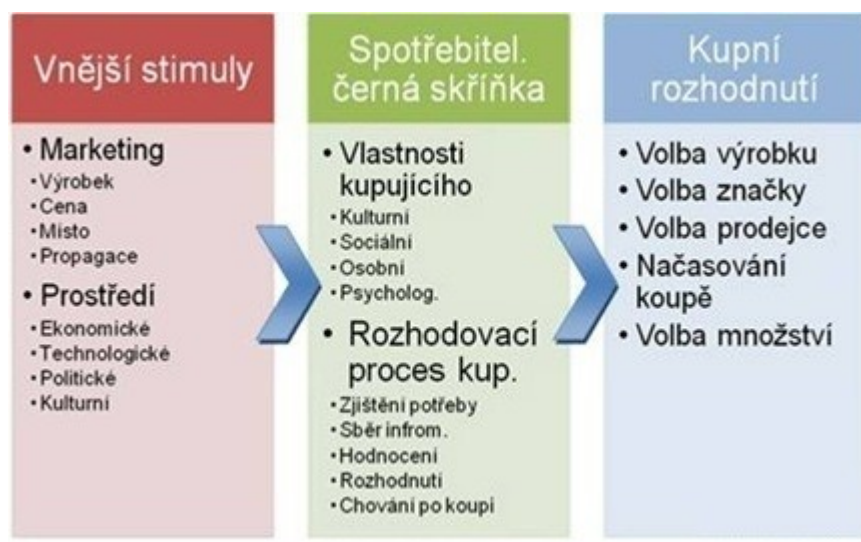 Vnější stimuly
• Marketing
• Výrobek
• Cena
• Místo
• Propagace
• Prostředí
• Ekonomické
• Technologické
• Politické
• Kulturní
Spotřebitel.
černá skříňka
• Vlastnosti
kupujícího
• Kulturní
• Sociální
• Osobní
• Psycholog.
• Rozhodovací
proces kup.
• Zjištění potřeby
• Sběr infrom.
• Hodnocení
• Rozhodnutí
• Chování po koupi
Kupní
rozhodnutí
• Volba výrobku
• Volba značky
• Volba prodejce
• Načasování
koupě
• Volba množství